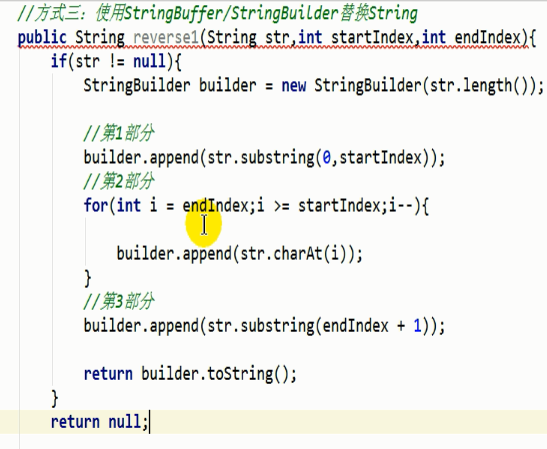 //方式三：使用StringBuffer/StringBuilder替换String
public String reverse1(String str,int startIndex,int endIndex){
if(str != null){
StringBuilder builder = new StringBuilder(str.length());
//第1部分
builder.append(str.substring(0,startIndex));
//第2部分
for(int i = endIndex;i >= startIndex;i--){
builder.append(str.charAt(i));
}
//第3部分
builder.append(str.substring(endIndex + 1));
return builder.toString();
}
return null;